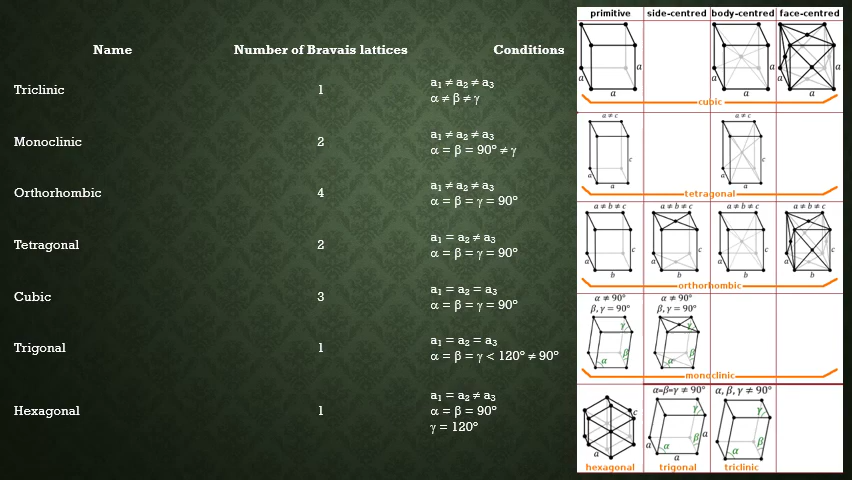 Name Number of Bravais lattices Conditions
Triclinic 1 a₁ ≠ a₂ ≠ a₃
α ≠ β ≠ γ
Monoclinic 2 a₁ ≠ a₂ ≠ a₃
α = β = 90° ≠ γ
Orthorhombic 4 a₁ ≠ a₂ ≠ a₃
α = β = γ = 90°
Tetragonal 2 a₁ = a₂ ≠ a₃
α = β = γ = 90°
Cubic 3 a₁ = a₂ = a₃
α = β = γ = 90°
Trigonal 1 a₁ = a₂ = a₃
α = β = γ < 120° ≠ 90°
Hexagonal 1 a₁ = a₂ ≠ a₃
α = β = 90°
γ = 120°
primitive side-centred body-centred face-centred
a a a a
a a a
cubic
a ≠ c a ≠ c
c c
a a
a a
tetragonal
a ≠ b ≠ c a ≠ b ≠ c a ≠ b ≠ c a ≠ b ≠ c
c c c c
a a a a
b b b b
orthorhombic
α ≠ 90° α ≠ 90°
β, γ = 90° β, γ = 90°
γ γ
α β α β
monoclinic
α=β=γ ≠ 90° α, β, γ ≠ 90°
c γ γ
a α β a α β
a
hexagonal trigonal triclinic